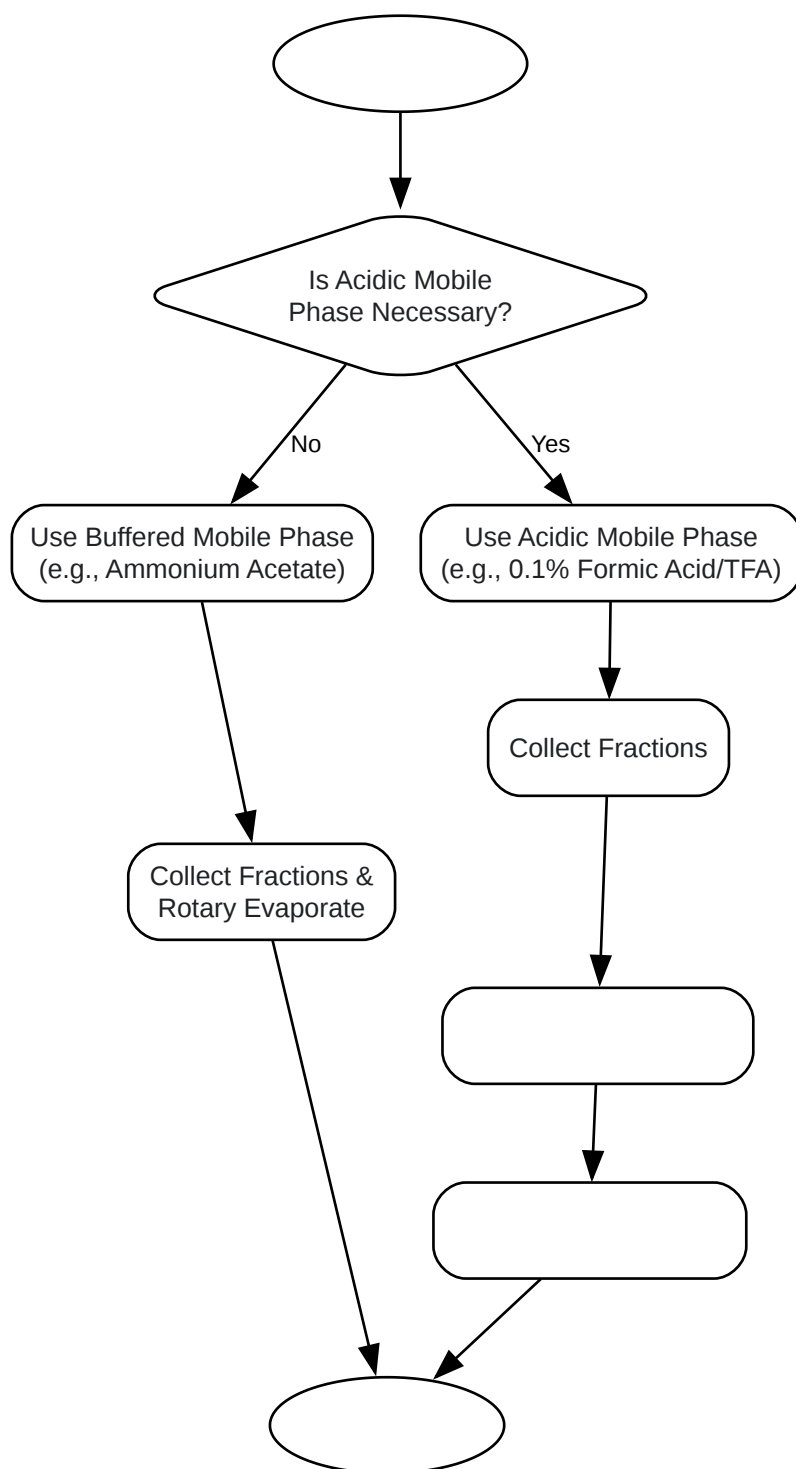 Is Acidic Mobile
Phase Necessary?
No
Yes
Use Buffered Mobile Phase
(e.g., Ammonium Acetate)
Use Acidic Mobile Phase
(e.g., 0.1% Formic Acid/TFA)
Collect Fractions
Collect Fractions &
Rotary Evaporate